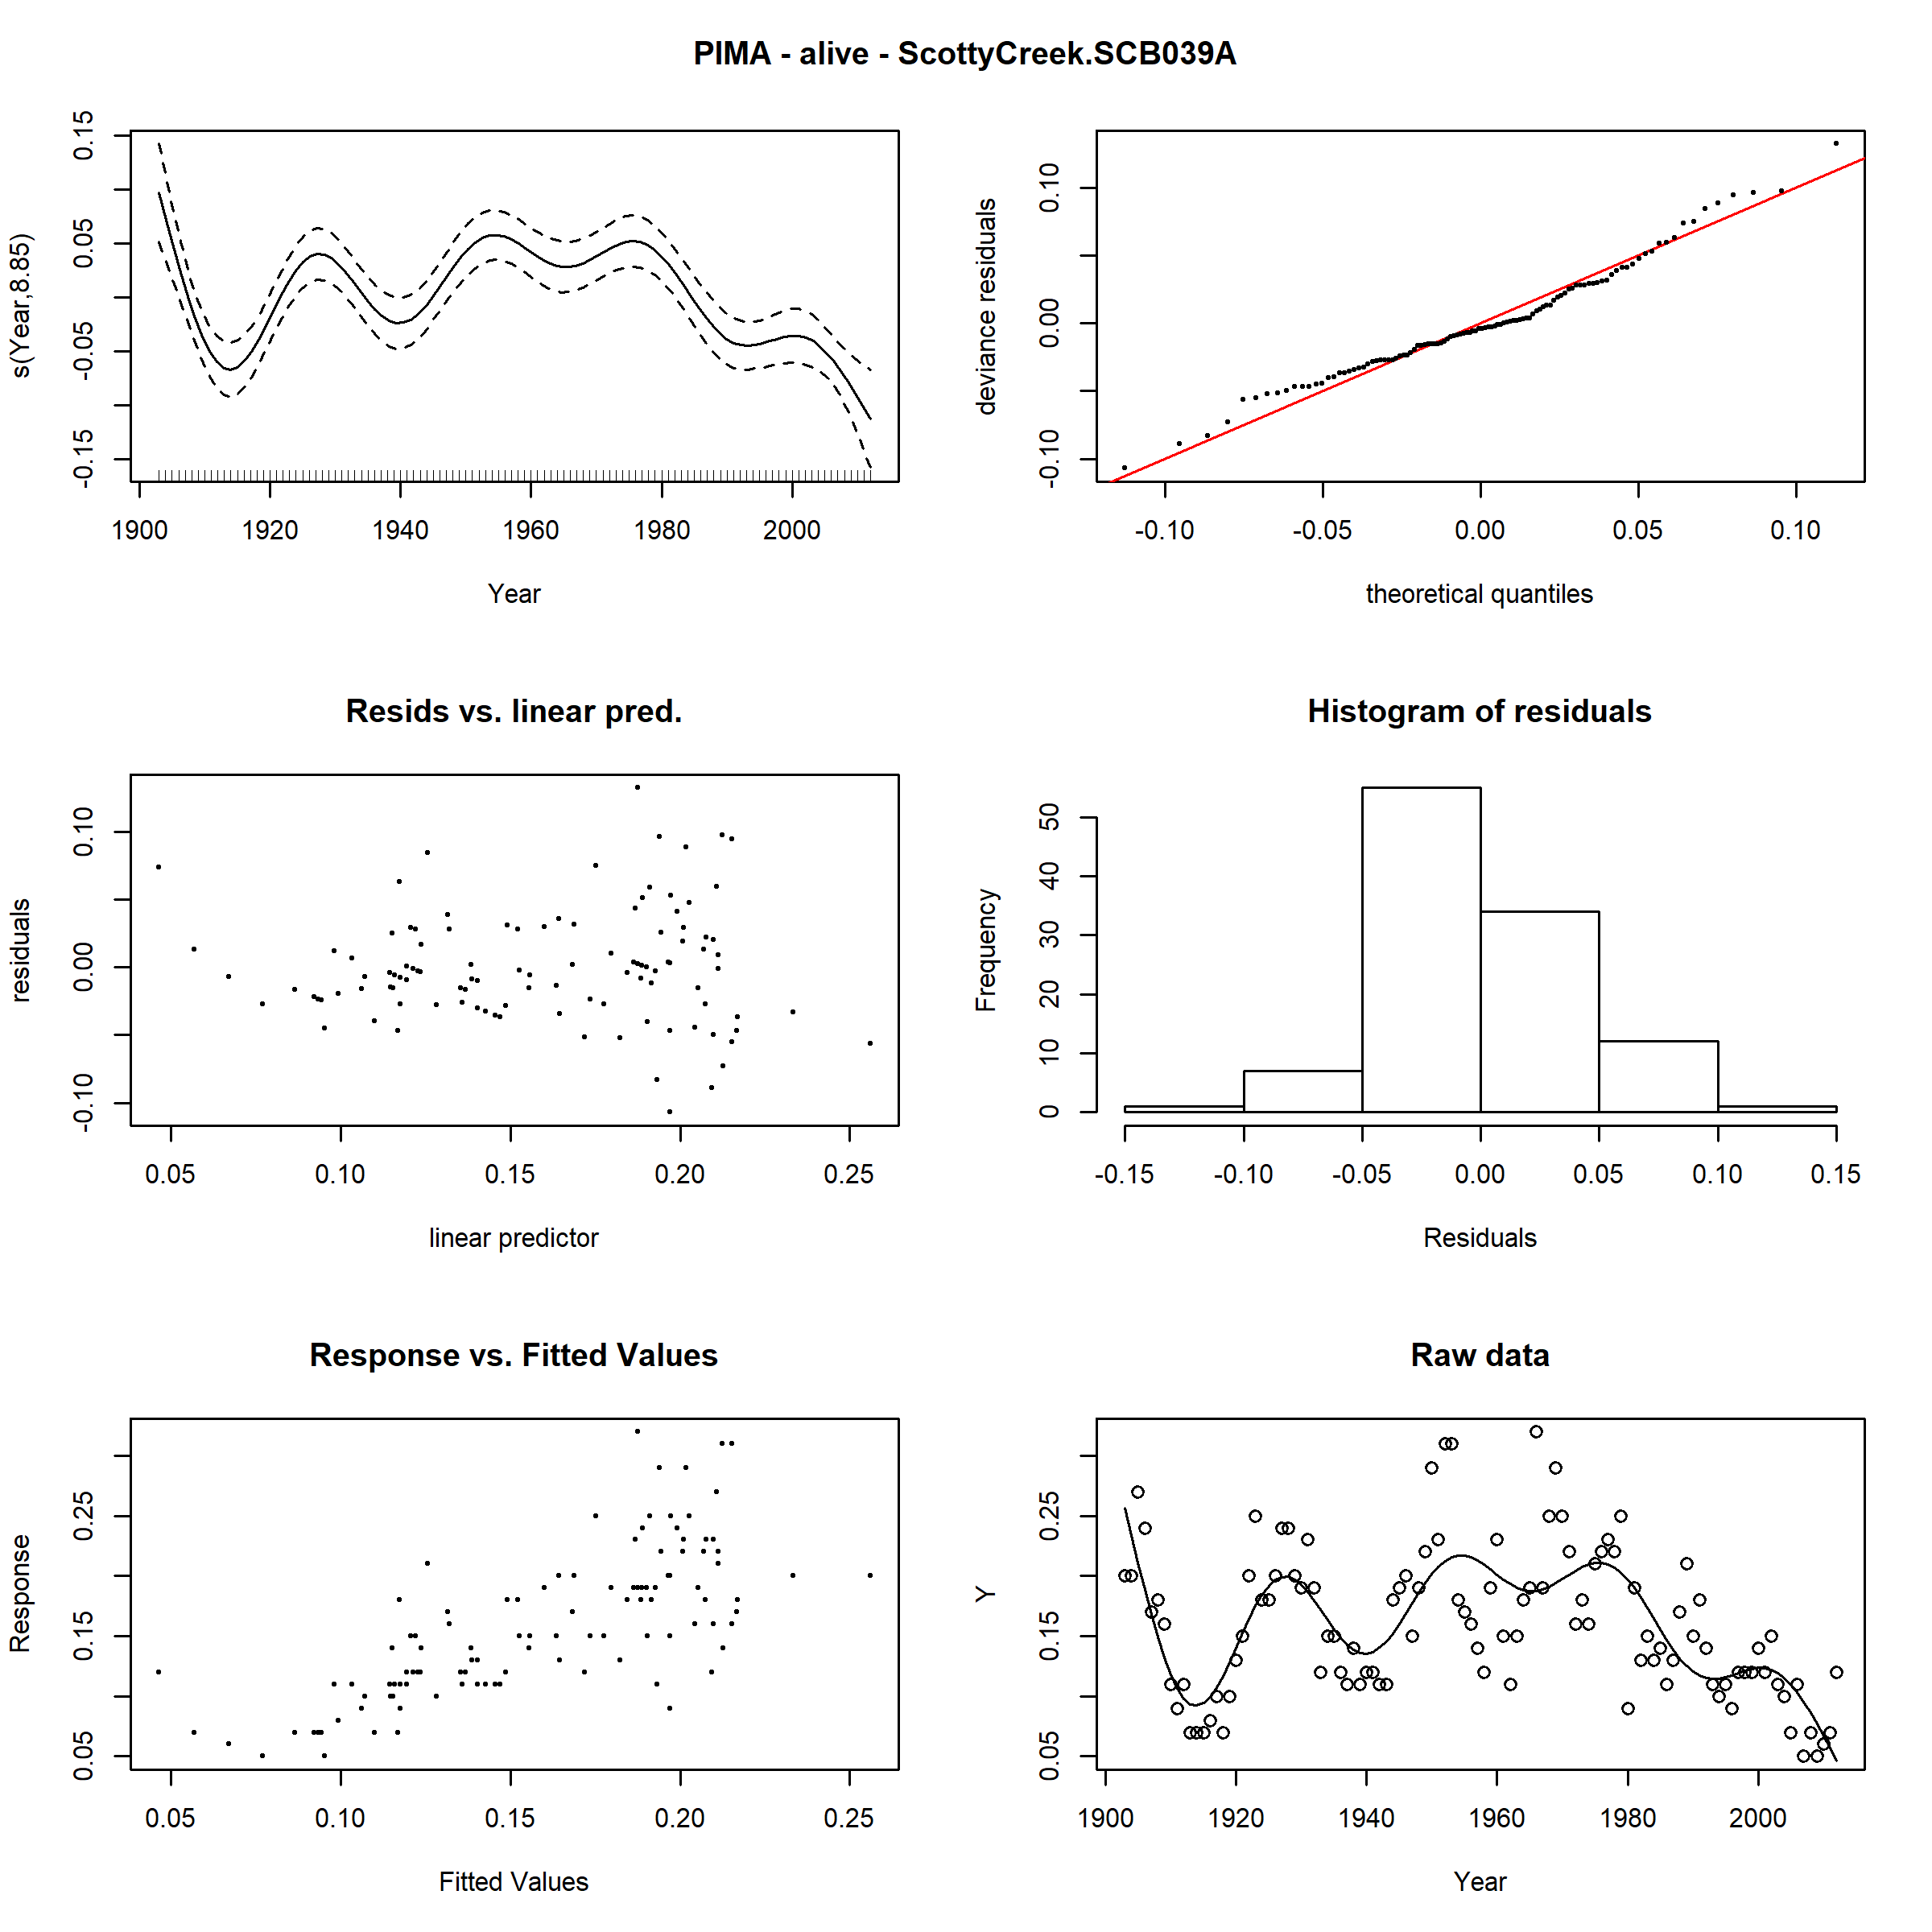 PIMA - alive - ScottyCreek.SCB039A
s(Year,8.85)
-0.15 -0.05 0.05 0.15
1900 1920 1940 1960 1980 2000
Year
deviance residuals
-0.10 0.00 0.10
-0.10 -0.05 0.00 0.05 0.10
theoretical quantiles
Resids vs. linear pred.
residuals
-0.10 0.00 0.10
0.05 0.10 0.15 0.20 0.25
linear predictor
Histogram of residuals
Frequency
0 10 20 30 40 50
-0.15 -0.10 -0.05 0.00 0.05 0.10 0.15
Residuals
Response vs. Fitted Values
Response
0.05 0.15 0.25
0.05 0.10 0.15 0.20 0.25
Fitted Values
Raw data
Y
0.05 0.15 0.25
1900 1920 1940 1960 1980 2000
Year